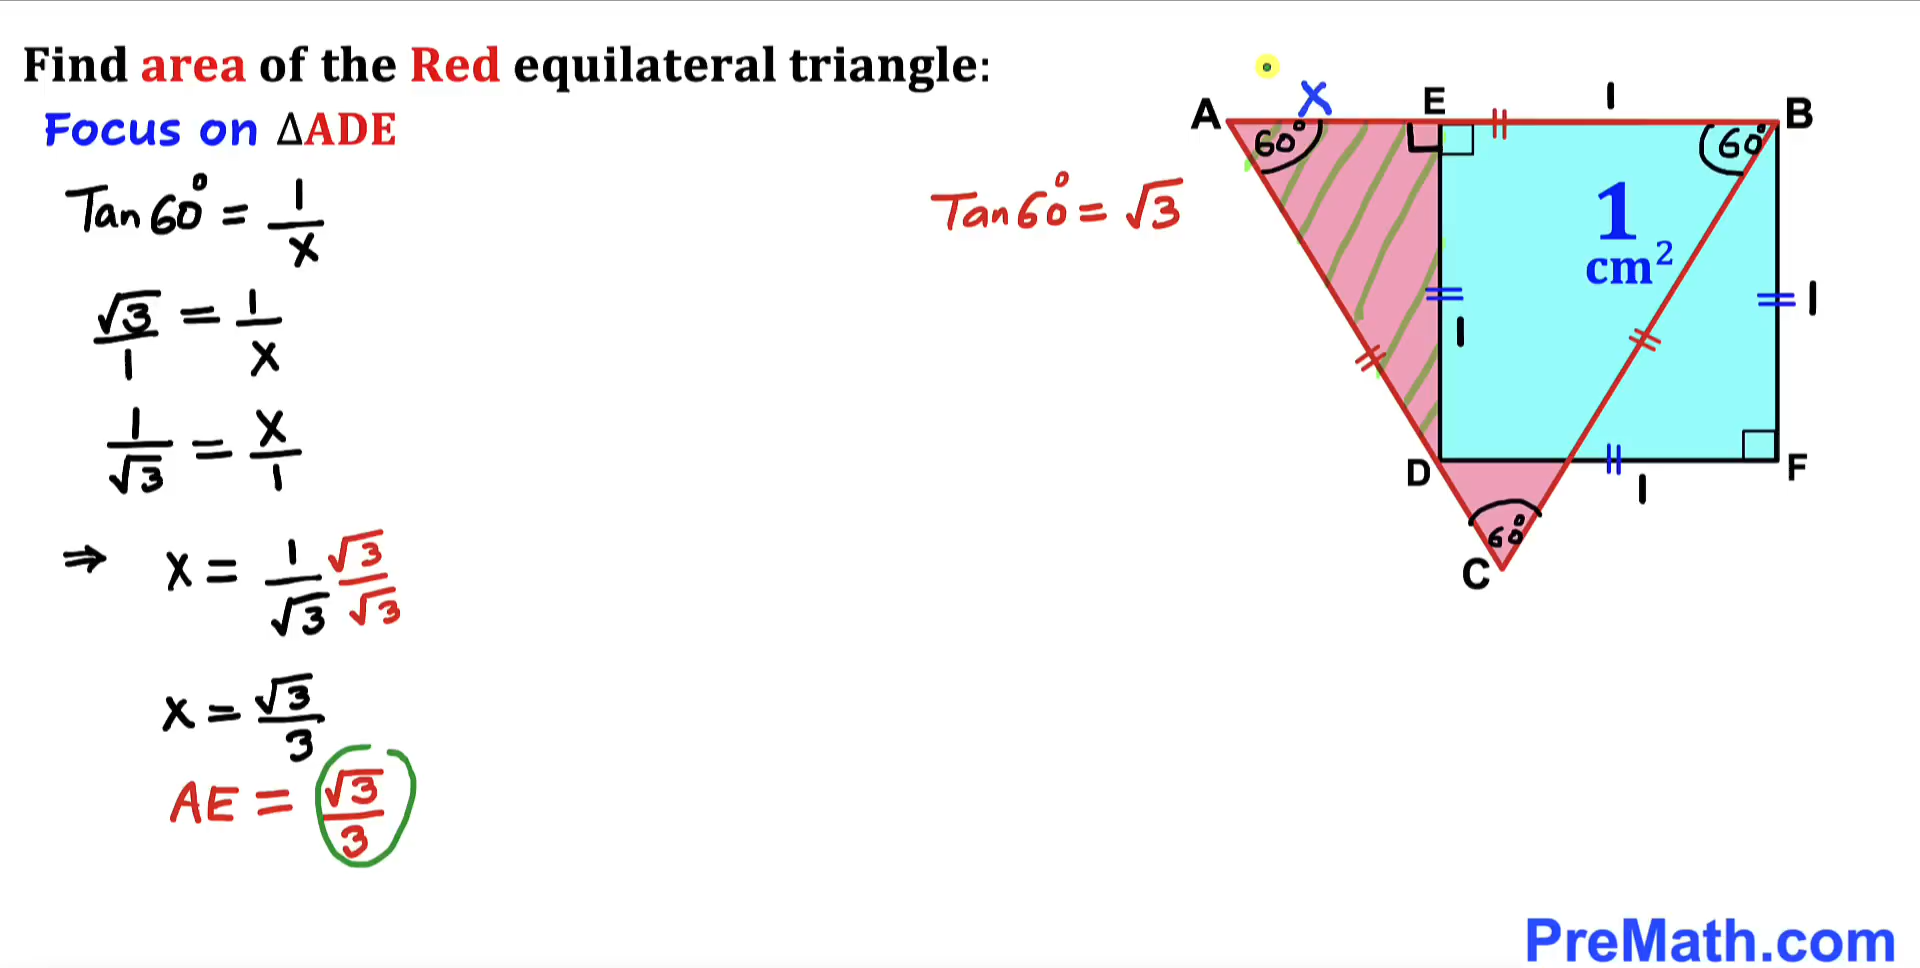 Find area of the Red equilateral triangle:
Focus on ΔADE
Tan 60° = 1/x
√3/1 = 1/x
1/√3 = x/1
⇒ x = 1/√3 √3/√3
x = √3/3
AE = √3/3
Tan 60° = √3
A
x
E
1
B
60°
60°
1
cm²
1
1
D
1
F
60°
C
PreMath.com